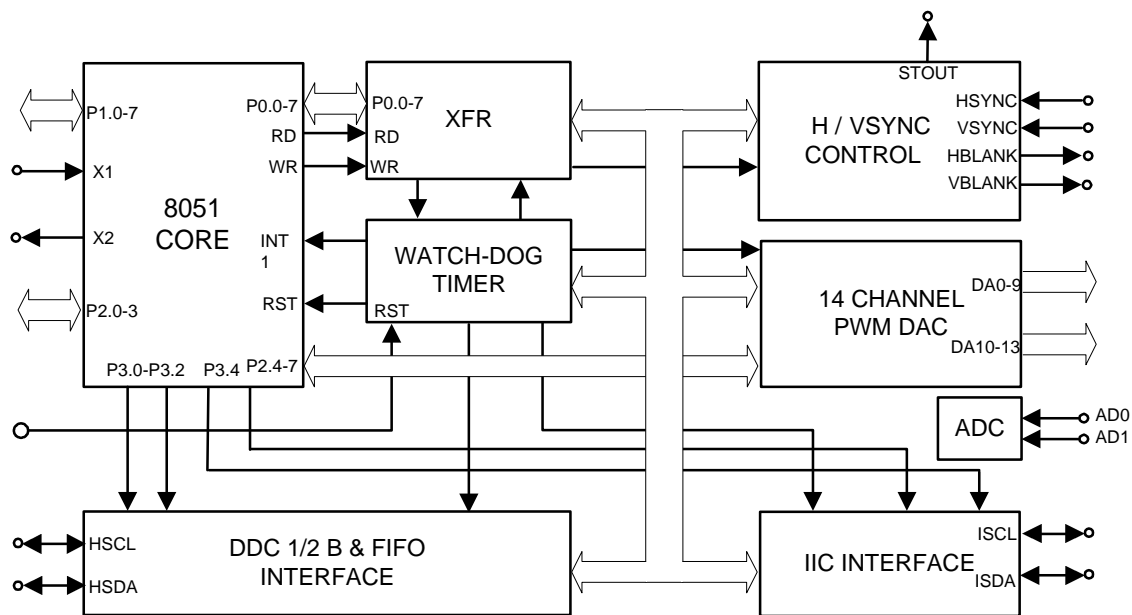 STOUT
P1.0-7
X1
X2
P2.0-3
8051
CORE
P0.0-7
RD
WR
INT
1
RST
P3.0-P3.2
P3.4
P2.4-7
P0.0-7
RD
WR
XFR
WATCH-DOG
TIMER
RST
H / VSYNC
CONTROL
HSYNC
VSYNC
HBLANK
VBLANK
14 CHANNEL
PWM DAC
DA0-9
DA10-13
ADC
AD0
AD1
HSCL
HSDA
DDC 1/2 B & FIFO
INTERFACE
IIC INTERFACE
ISCL
ISDA